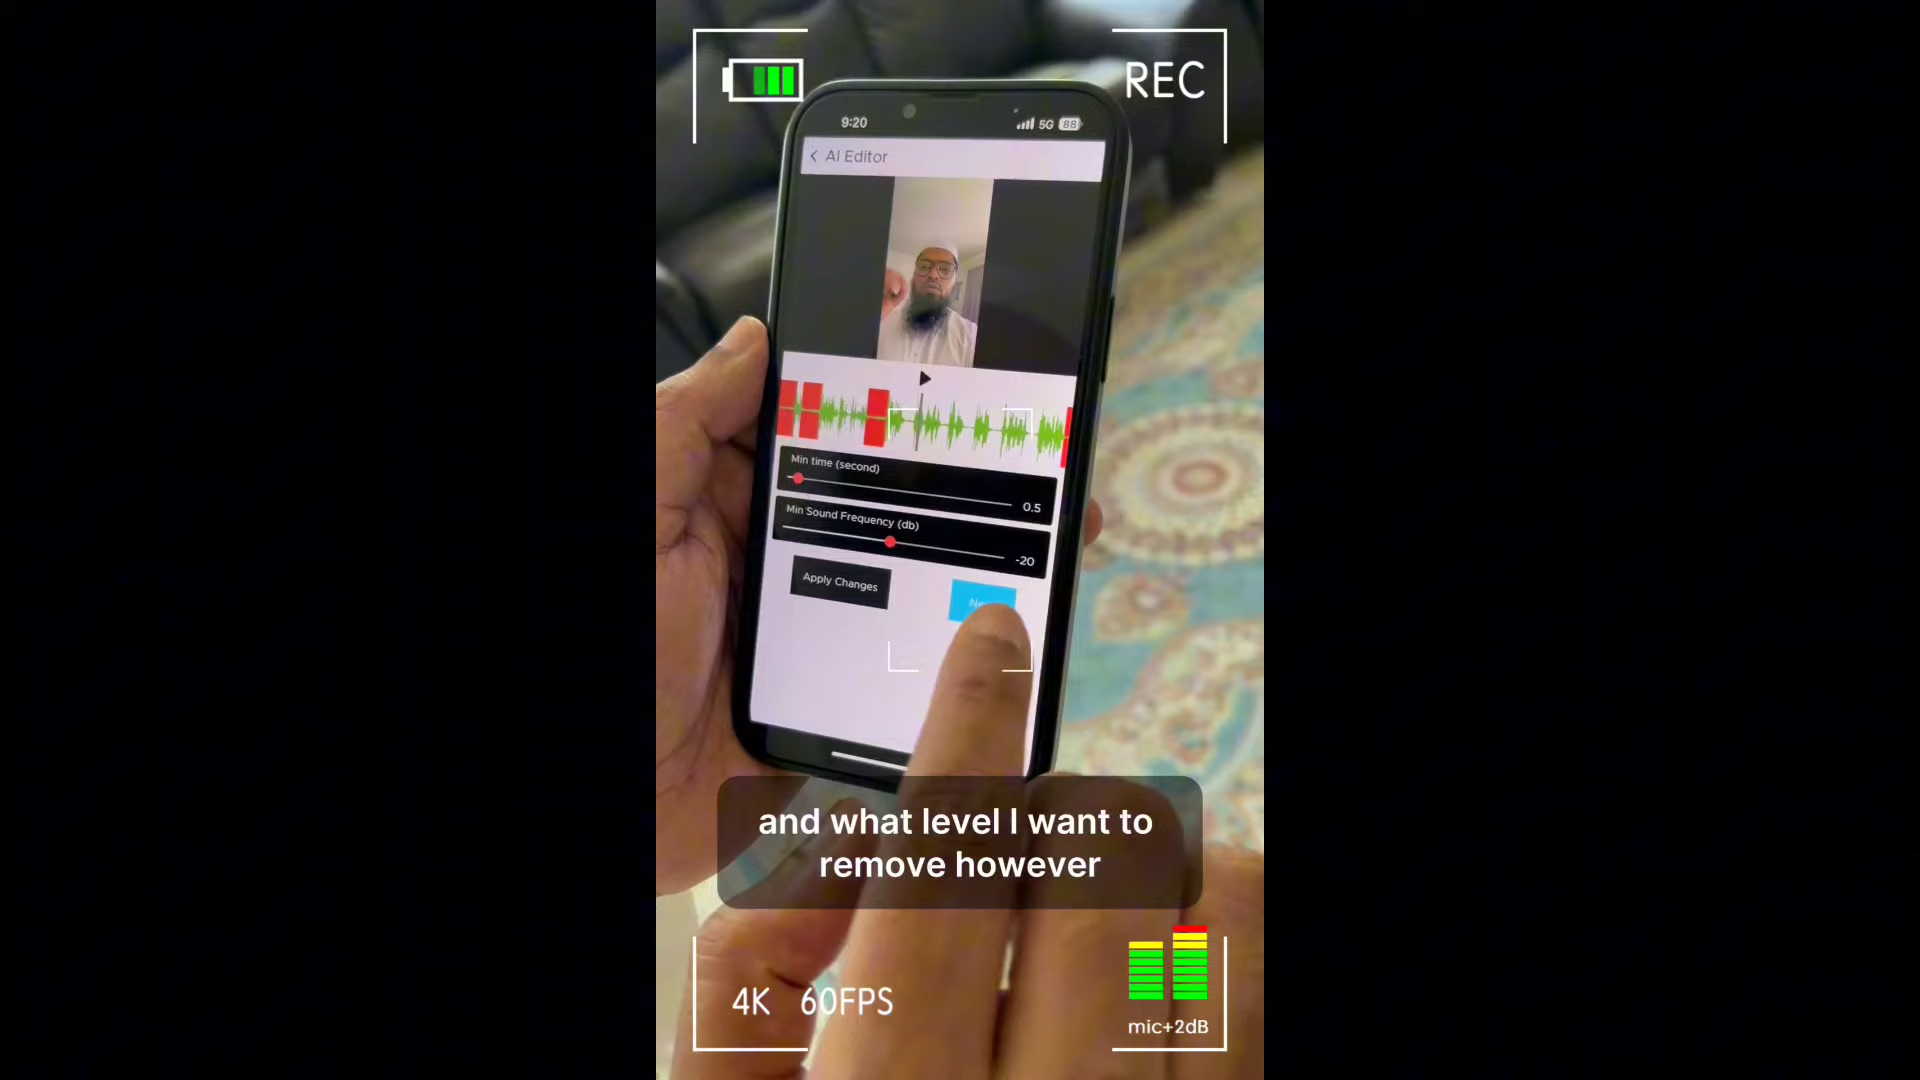 REC
9:20
5G 88
AI Editor
Min time (second)
0.5
Min Sound Frequency (db)
-20
Apply Changes
and what level I want to
remove however
4K 60FPS
mic+2dB